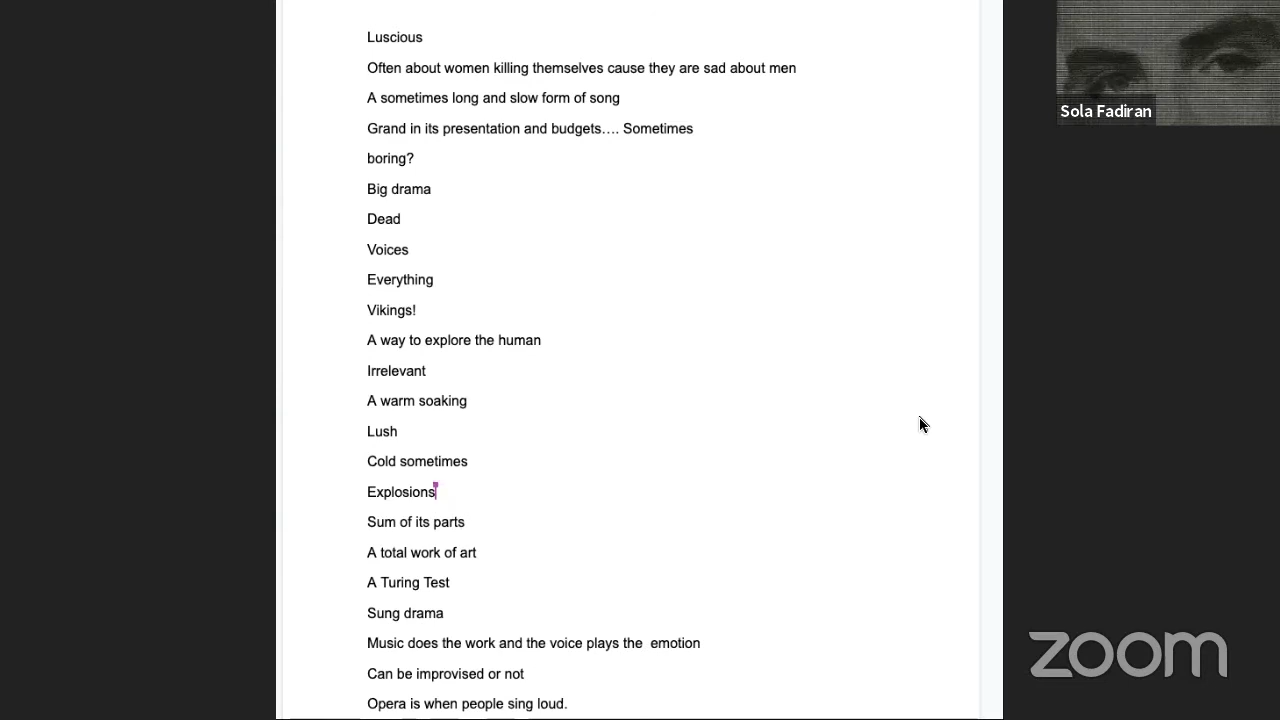 Luscious
Often about women killing themselves cause they are sad about men
A sometimes long and slow form of song
Grand in its presentation and budgets…. Sometimes
boring?
Big drama
Dead
Voices
Everything
Vikings!
A way to explore the human
Irrelevant
A warm soaking
Lush
Cold sometimes
Explosions
Sum of its parts
A total work of art
A Turing Test
Sung drama
Music does the work and the voice plays the  emotion
Can be improvised or not
Opera is when people sing loud.
Sola Fadiran
zoom